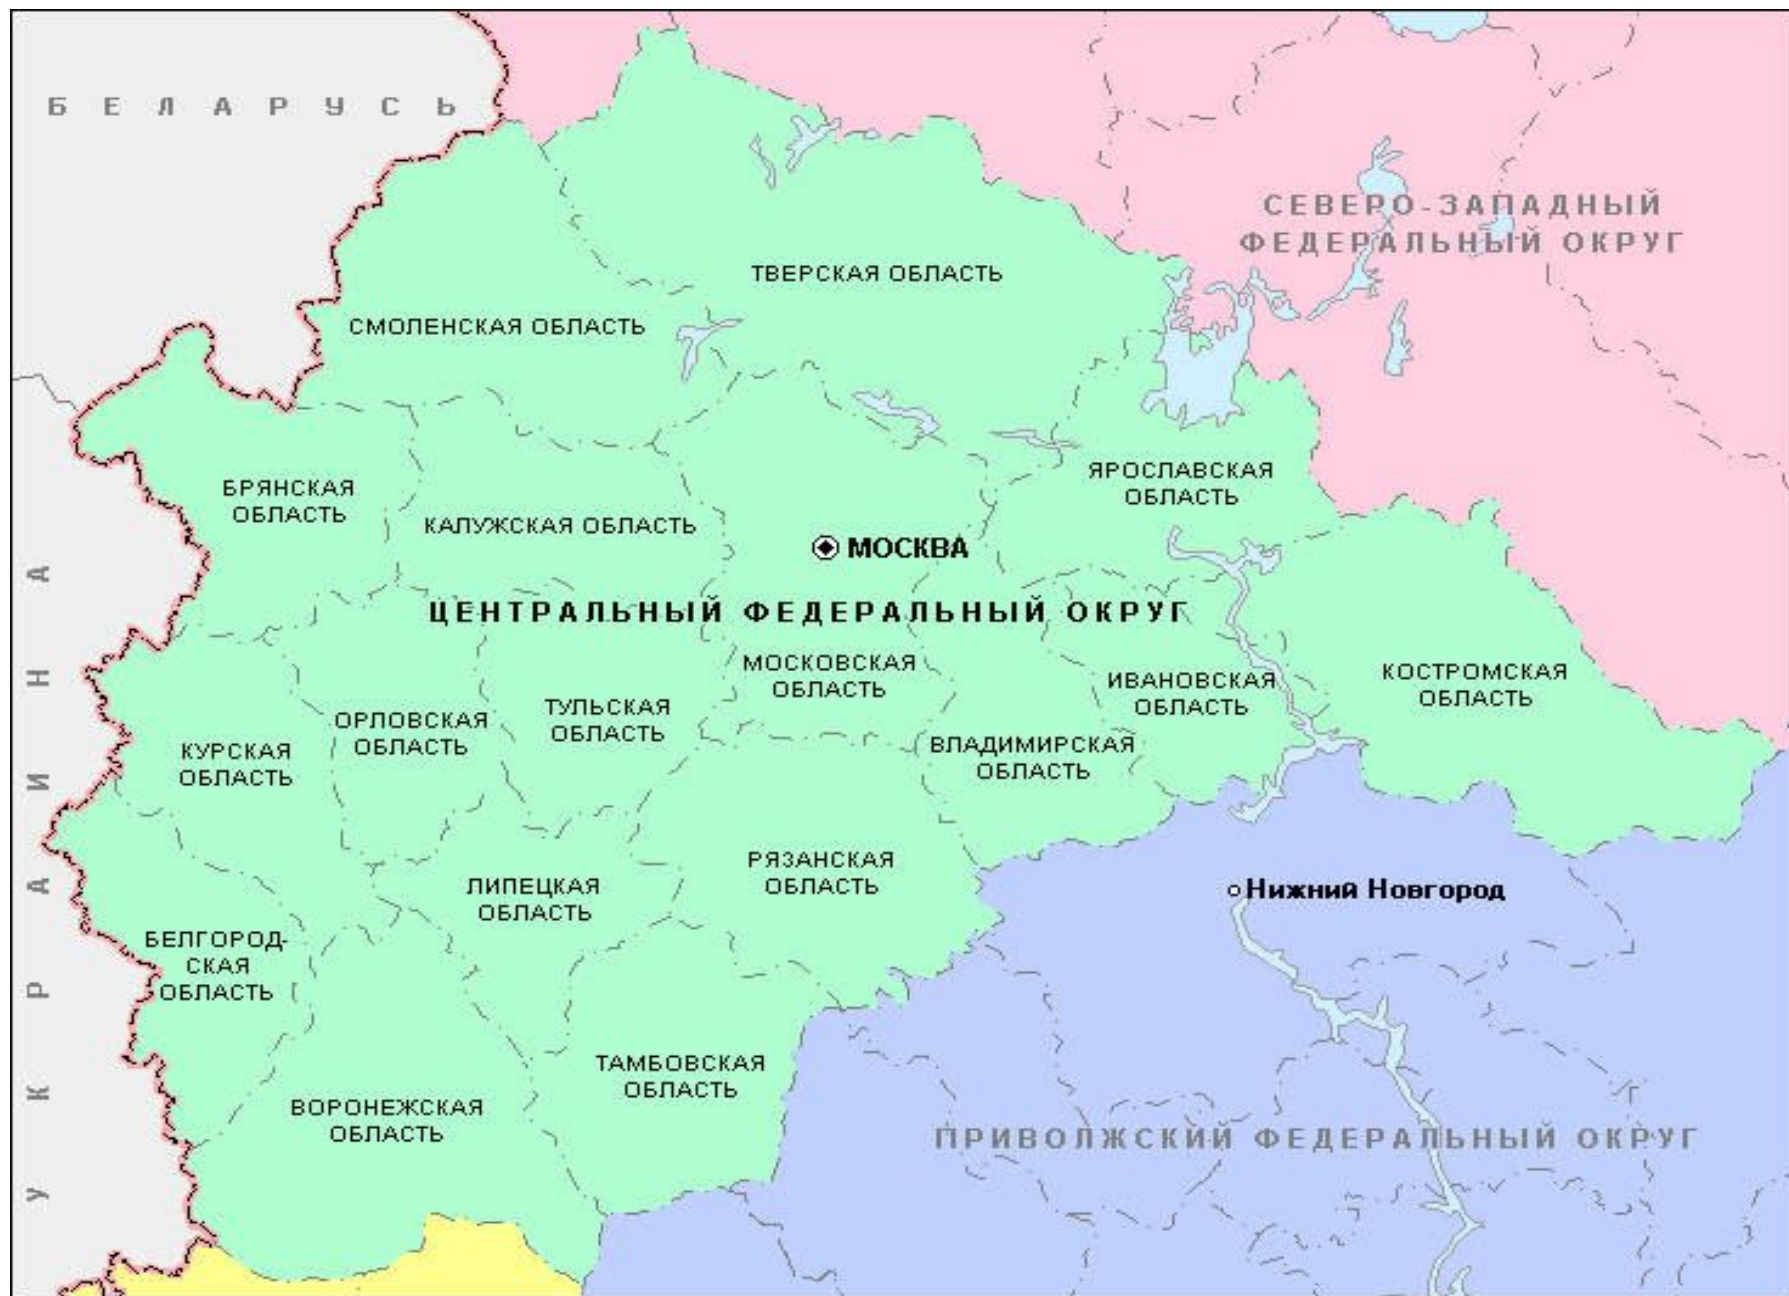 БЕЛАРУСЬ
СЕВЕРО-ЗАПАДНЫЙ
ФЕДЕРАЛЬНЫЙ ОКРУГ
ТВЕРСКАЯ ОБЛАСТЬ
СМОЛЕНСКАЯ ОБЛАСТЬ
ЯРОСЛАВСКАЯ
ОБЛАСТЬ
БРЯНСКАЯ
ОБЛАСТЬ
КАЛУЖСКАЯ ОБЛАСТЬ
МОСКВА
ЦЕНТРАЛЬНЫЙ ФЕДЕРАЛЬНЫЙ ОКРУГ
МОСКОВСКАЯ
ОБЛАСТЬ
ИВАНОВСКАЯ
ОБЛАСТЬ
КОСТРОМСКАЯ
ОБЛАСТЬ
ТУЛЬСКАЯ
ОБЛАСТЬ
ОРЛОВСКАЯ
ОБЛАСТЬ
КУРСКАЯ
ОБЛАСТЬ
ВЛАДИМИРСКАЯ
ОБЛАСТЬ
РЯЗАНСКАЯ
ОБЛАСТЬ
ЛИПЕЦКАЯ
ОБЛАСТЬ
Нижний Новгород
БЕЛГОРОД-
СКАЯ
ОБЛАСТЬ
ТАМБОВСКАЯ
ОБЛАСТЬ
ВОРОНЕЖСКАЯ
ОБЛАСТЬ
ПРИВОЛЖСКИЙ ФЕДЕРАЛЬНЫЙ ОКРУГ
УКРАИНА